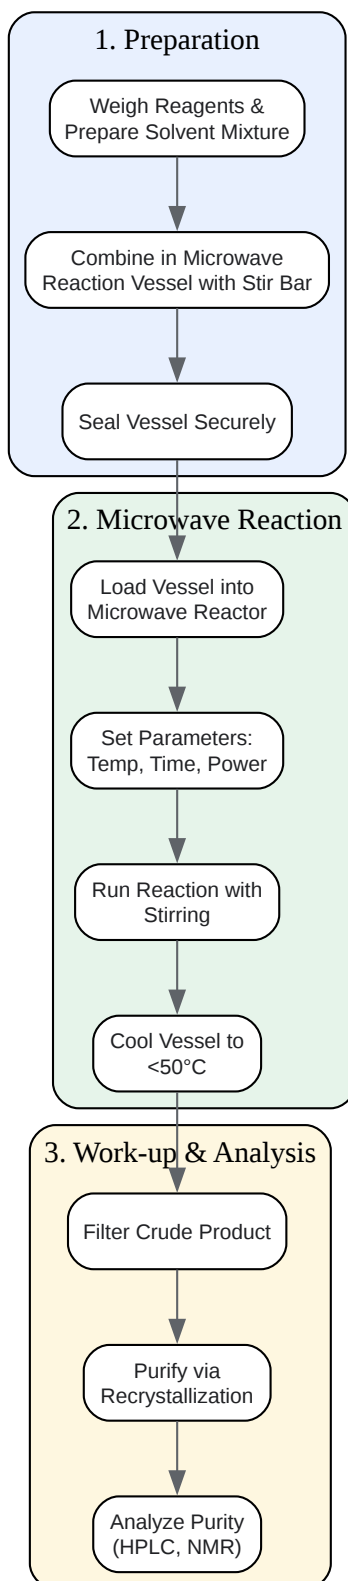 1. Preparation
Weigh Reagents &
Prepare Solvent Mixture
Combine in Microwave
Reaction Vessel with Stir Bar
Seal Vessel Securely
2. Microwave Reaction
Load Vessel into
Microwave Reactor
Set Parameters:
Temp, Time, Power
Run Reaction with
Stirring
Cool Vessel to
<50°C
3. Work-up & Analysis
Filter Crude Product
Purify via
Recrystallization
Analyze Purity
(HPLC, NMR)